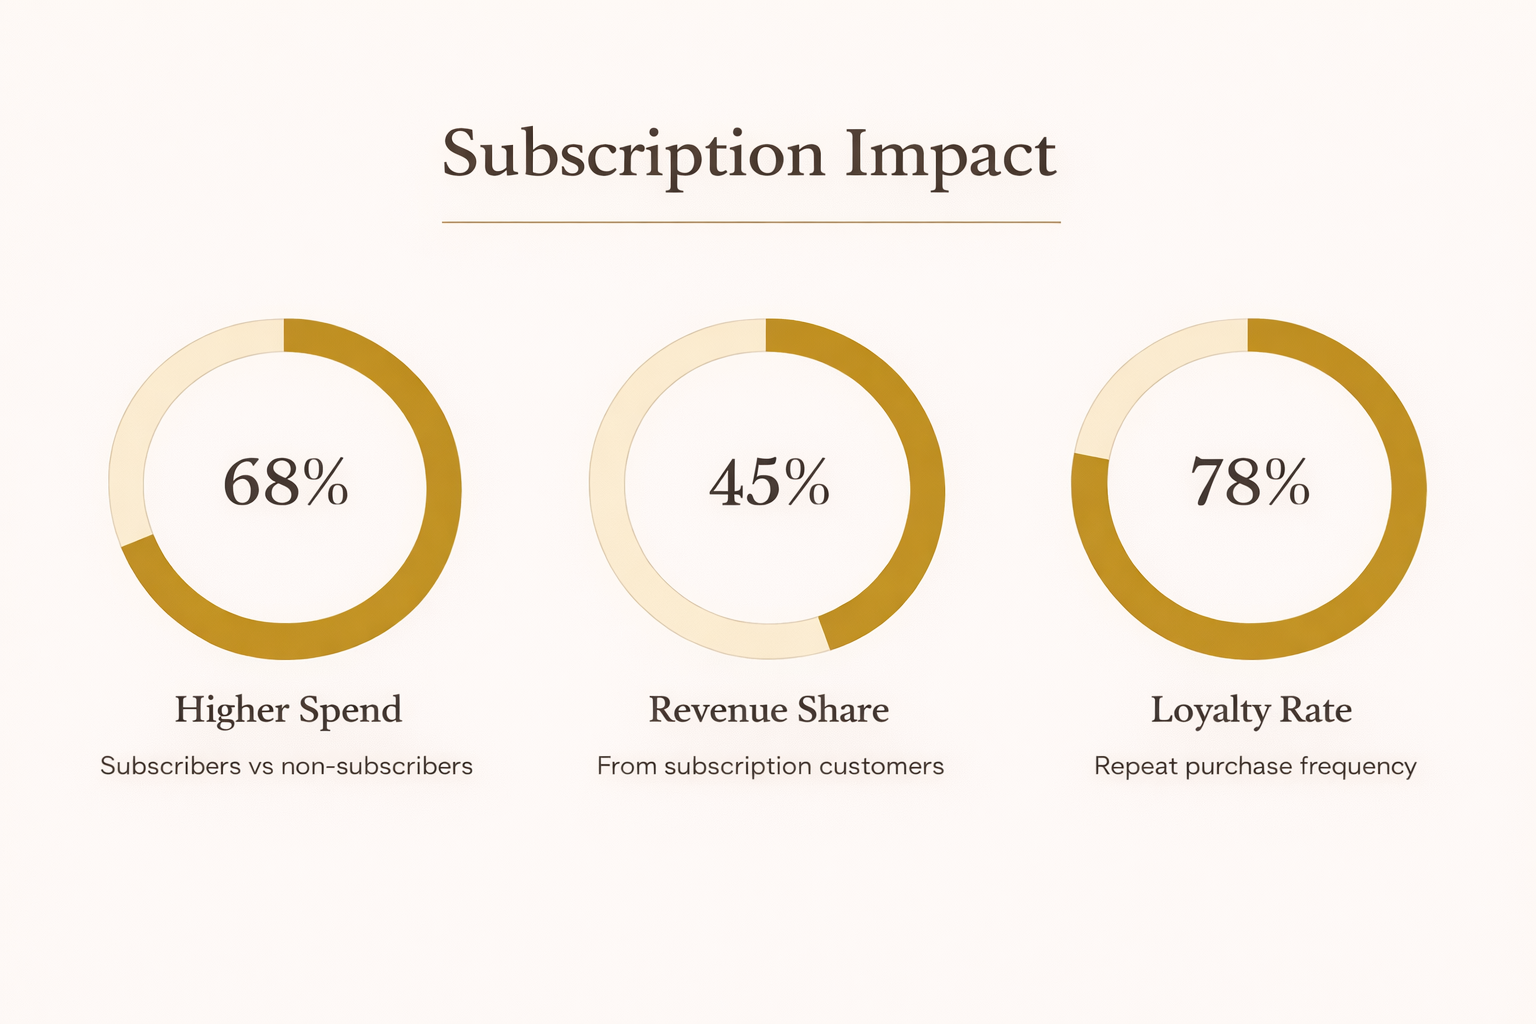 Subscription Impact
68%
45%
78%
Higher Spend
Revenue Share
Loyalty Rate
Subscribers vs non-subscribers
From subscription customers
Repeat purchase frequency